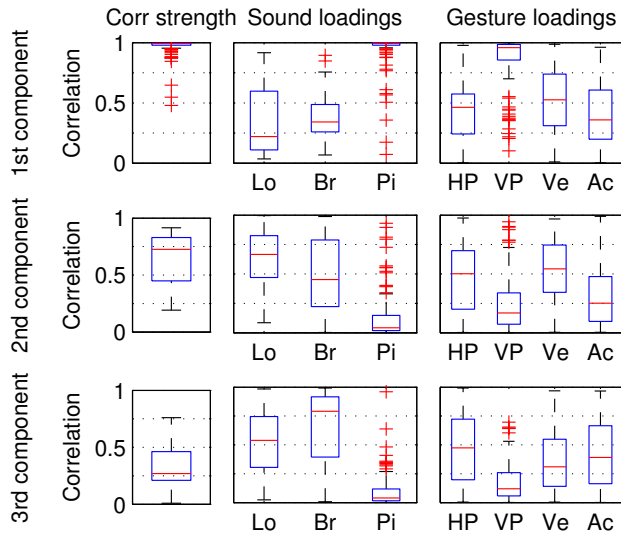 Corr strength Sound loadings Gesture loadings
1st component
Correlation
1
0.5
0
Lo Br Pi HP VP Ve Ac
2nd component
Correlation
1
0.5
0
Lo Br Pi HP VP Ve Ac
3rd component
Correlation
1
0.5
0
Lo Br Pi HP VP Ve Ac